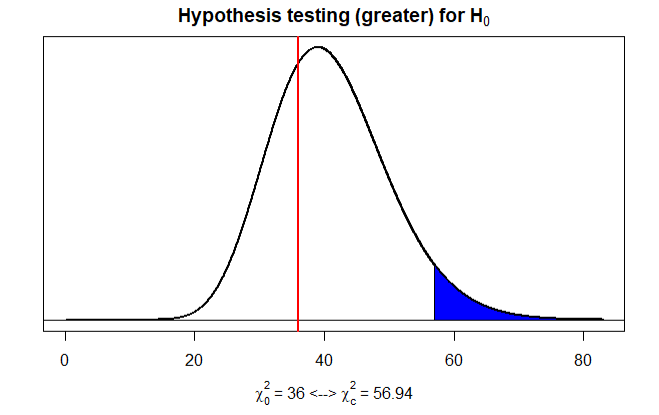 Hypothesis testing (greater) for H₀
0 20 40 60 80
χ₀² = 36 <--> χc² = 56.94